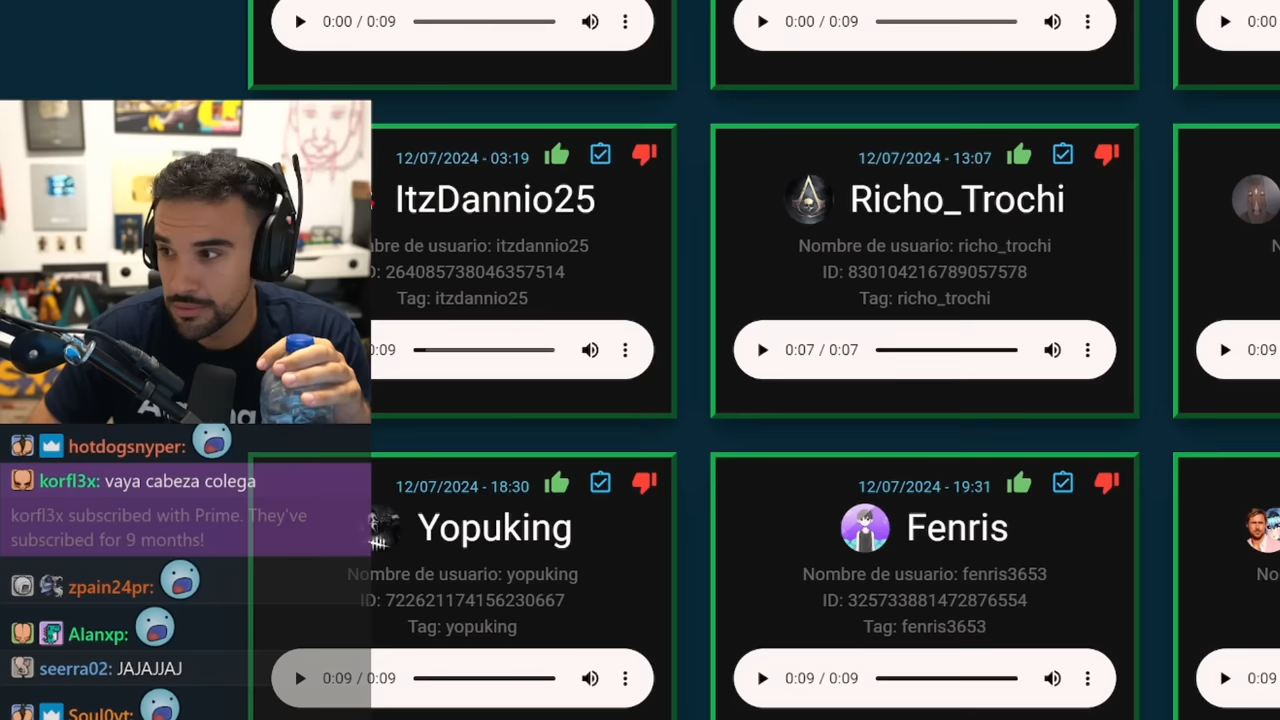 0:00 / 0:09
0:00 / 0:09
0:00
12/07/2024 - 03:19
ItzDannio25
bre de usuario: itzdannio25
D: 264085738046357514
Tag: itzdannio25
0:09
12/07/2024 - 13:07
Richo_Trochi
Nombre de usuario: richo_trochi
ID: 830104216789057578
Tag: richo_trochi
0:07 / 0:07
N
0:09
hotdogsnyper:
korfl3x: vaya cabeza colega
korfl3x subscribed with Prime. They've
subscribed for 9 months!
zpain24pr:
Alanxp:
seerra02: JAJAJJAJ
Soul0vt:
12/07/2024 - 18:30
Yopuking
Nombre de usuario: yopuking
ID: 722621174156230667
Tag: yopuking
0:09 / 0:09
12/07/2024 - 19:31
Fenris
Nombre de usuario: fenris3653
ID: 325733881472876554
Tag: fenris3653
0:09 / 0:09
No
0:09